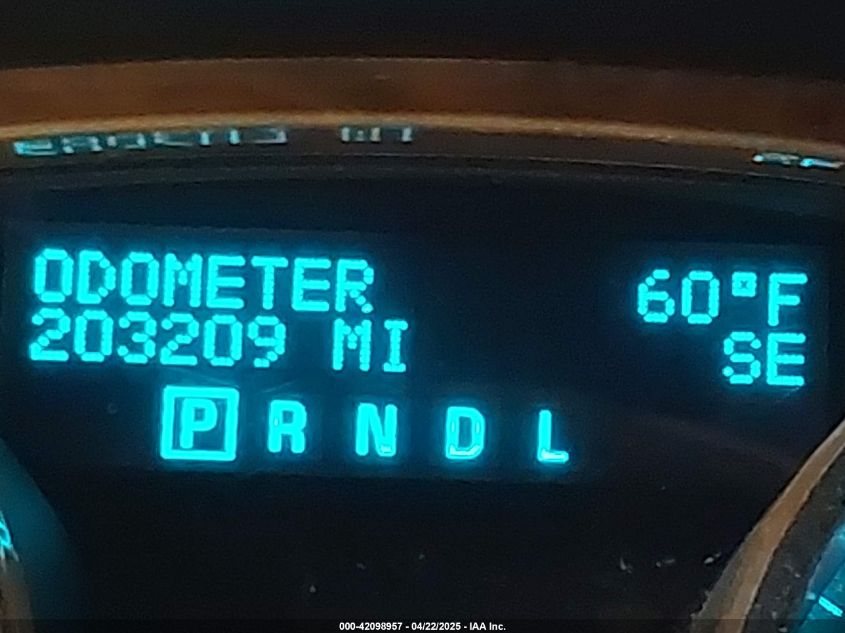 ODOMETER 60°F
203209 MI SE
P R N D L
000-42098957 - 04/22/2025 - IAA Inc.